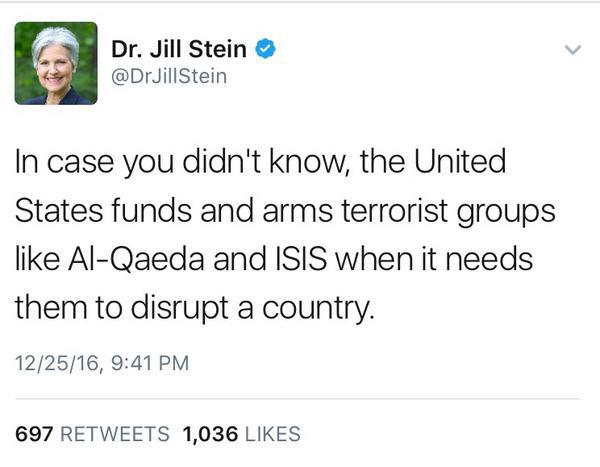 Dr. Jill Stein
@DrJillStein
In case you didn't know, the United
States funds and arms terrorist groups
like Al-Qaeda and ISIS when it needs
them to disrupt a country.
12/25/16, 9:41 PM
697 RETWEETS 1,036 LIKES